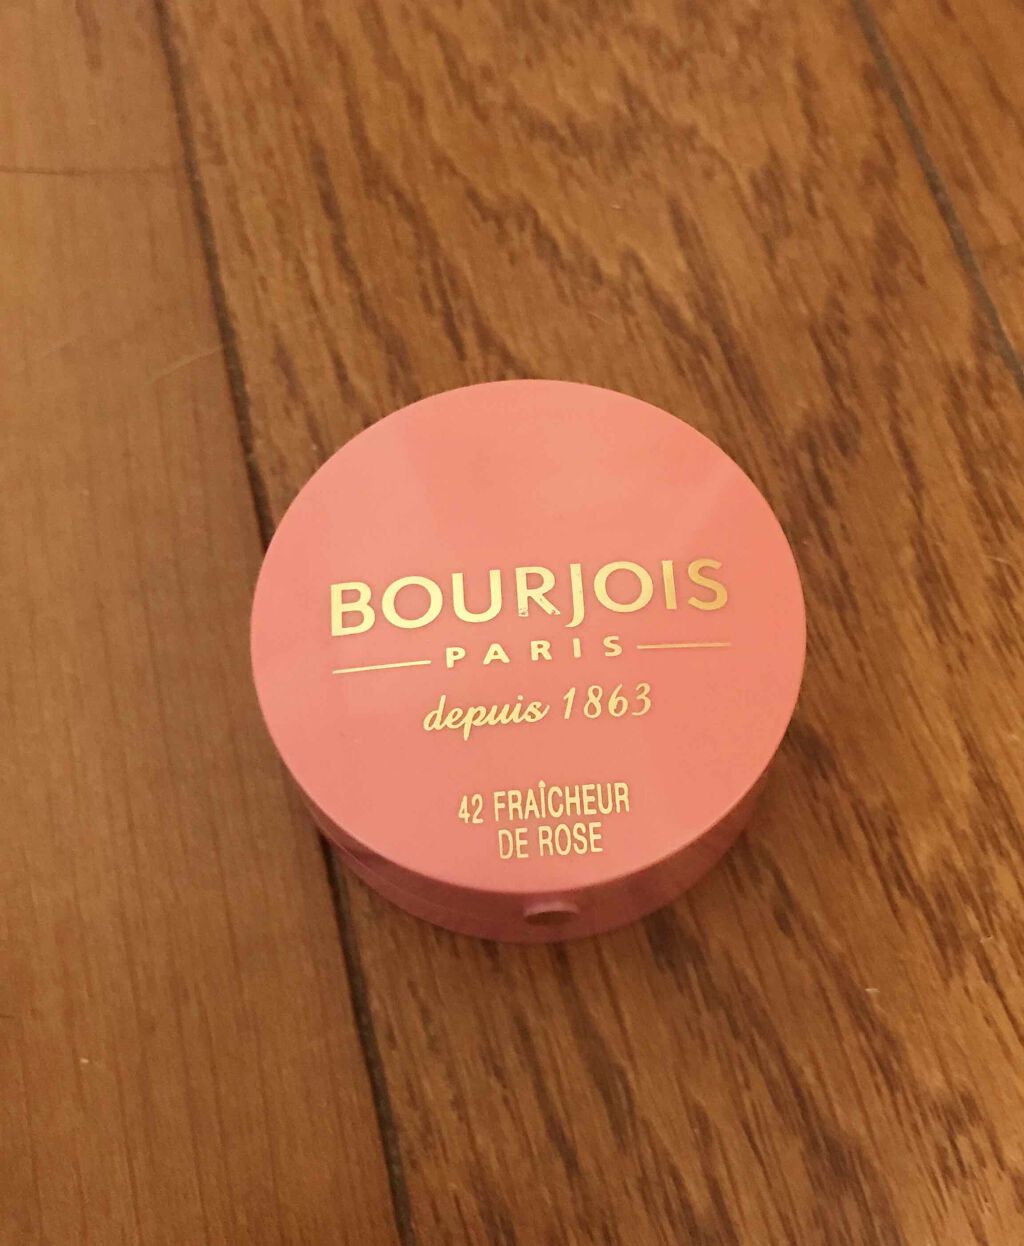 BOURJOIS
PARIS
depuis 1863
42 FRAÎCHEUR
DE ROSE